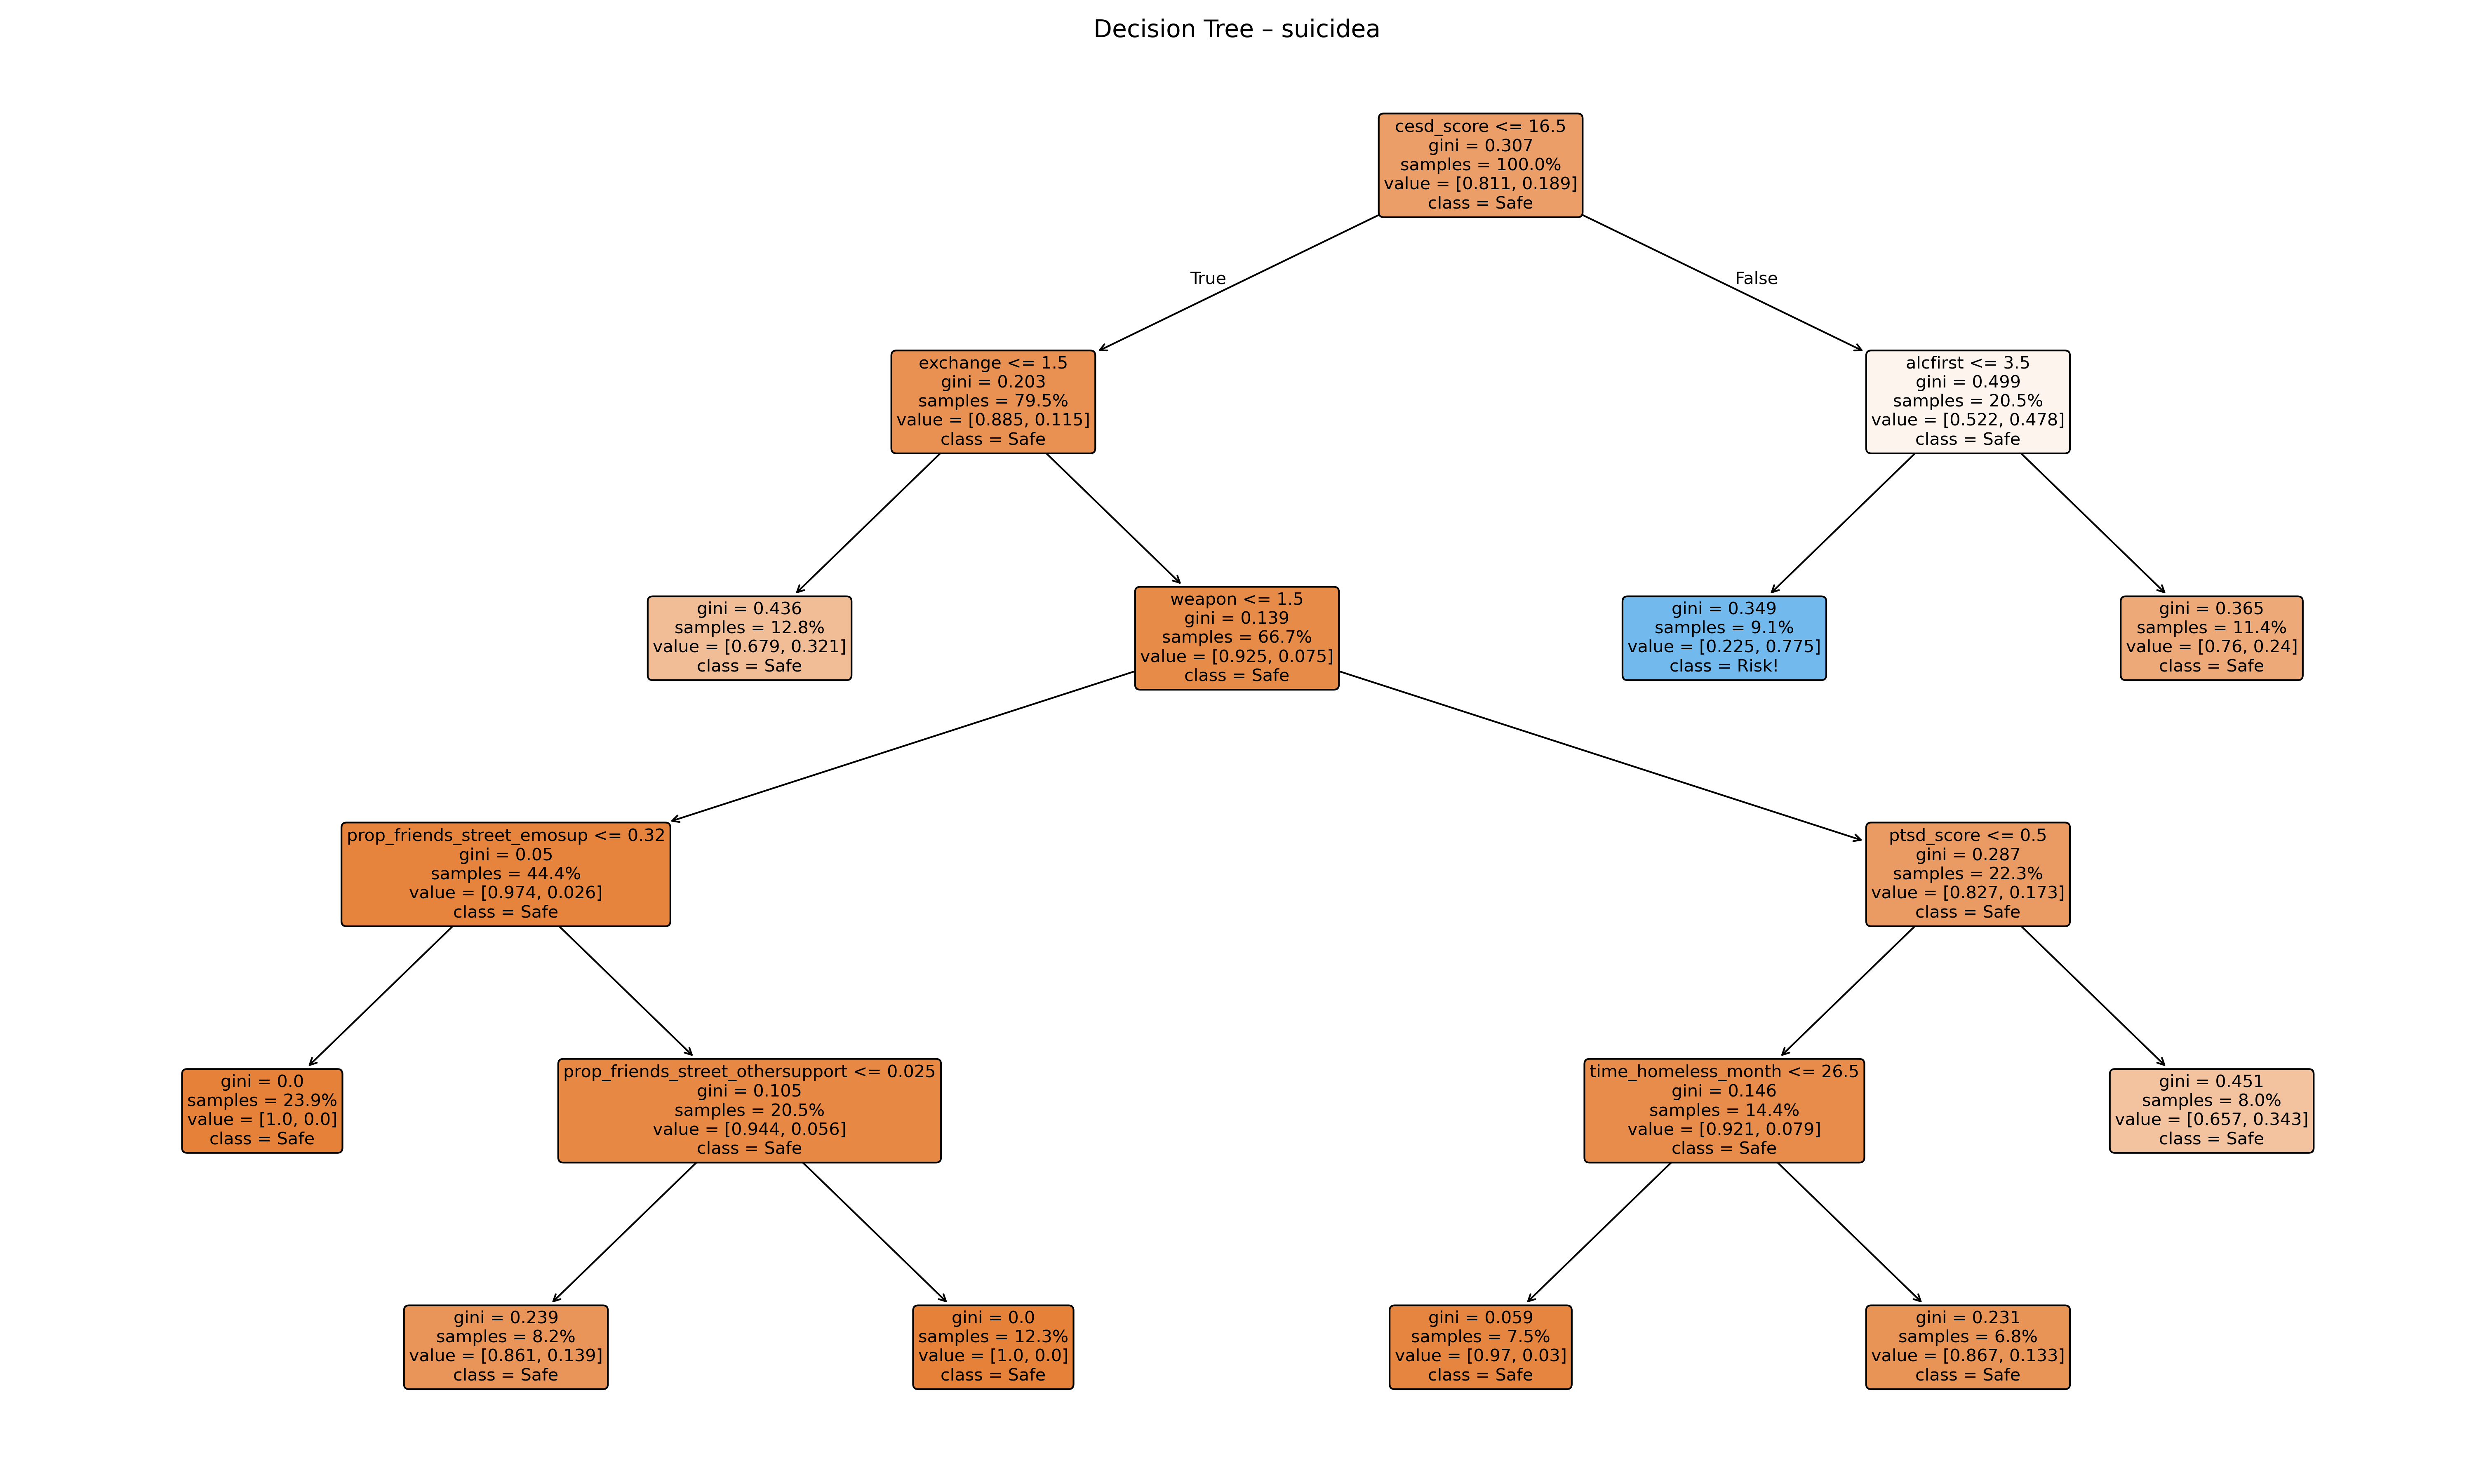 Decision Tree – suicidea
cesd_score <= 16.5
gini = 0.307
samples = 100.0%
value = [0.811, 0.189]
class = Safe
True
False
exchange <= 1.5
gini = 0.203
samples = 79.5%
value = [0.885, 0.115]
class = Safe
alcfirst <= 3.5
gini = 0.499
samples = 20.5%
value = [0.522, 0.478]
class = Safe
gini = 0.436
samples = 12.8%
value = [0.679, 0.321]
class = Safe
weapon <= 1.5
gini = 0.139
samples = 66.7%
value = [0.925, 0.075]
class = Safe
gini = 0.349
samples = 9.1%
value = [0.225, 0.775]
class = Risk!
gini = 0.365
samples = 11.4%
value = [0.76, 0.24]
class = Safe
prop_friends_street_emosup <= 0.32
gini = 0.05
samples = 44.4%
value = [0.974, 0.026]
class = Safe
ptsd_score <= 0.5
gini = 0.287
samples = 22.3%
value = [0.827, 0.173]
class = Safe
gini = 0.0
samples = 23.9%
value = [1.0, 0.0]
class = Safe
prop_friends_street_othersupport <= 0.025
gini = 0.105
samples = 20.5%
value = [0.944, 0.056]
class = Safe
time_homeless_month <= 26.5
gini = 0.146
samples = 14.4%
value = [0.921, 0.079]
class = Safe
gini = 0.451
samples = 8.0%
value = [0.657, 0.343]
class = Safe
gini = 0.239
samples = 8.2%
value = [0.861, 0.139]
class = Safe
gini = 0.0
samples = 12.3%
value = [1.0, 0.0]
class = Safe
gini = 0.059
samples = 7.5%
value = [0.97, 0.03]
class = Safe
gini = 0.231
samples = 6.8%
value = [0.867, 0.133]
class = Safe